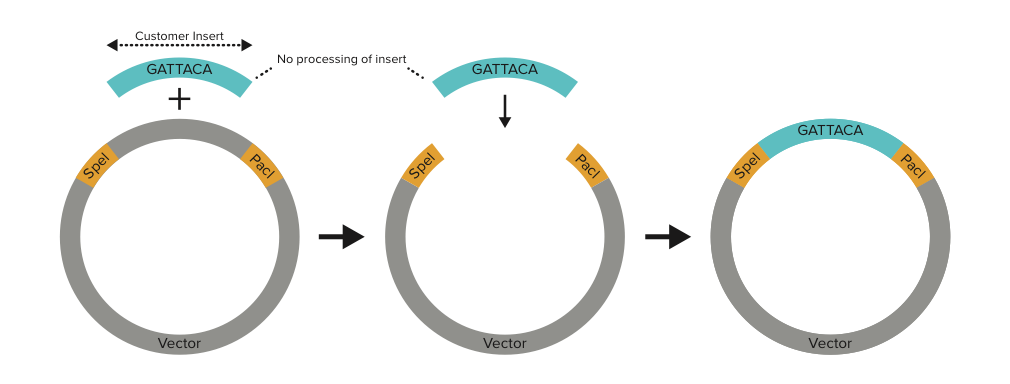 Customer Insert
GATTACA
No processing of insert
GATTACA
GATTACA
SpeI
PacI
SpeI
PacI
SpeI
PacI
Vector
Vector
Vector